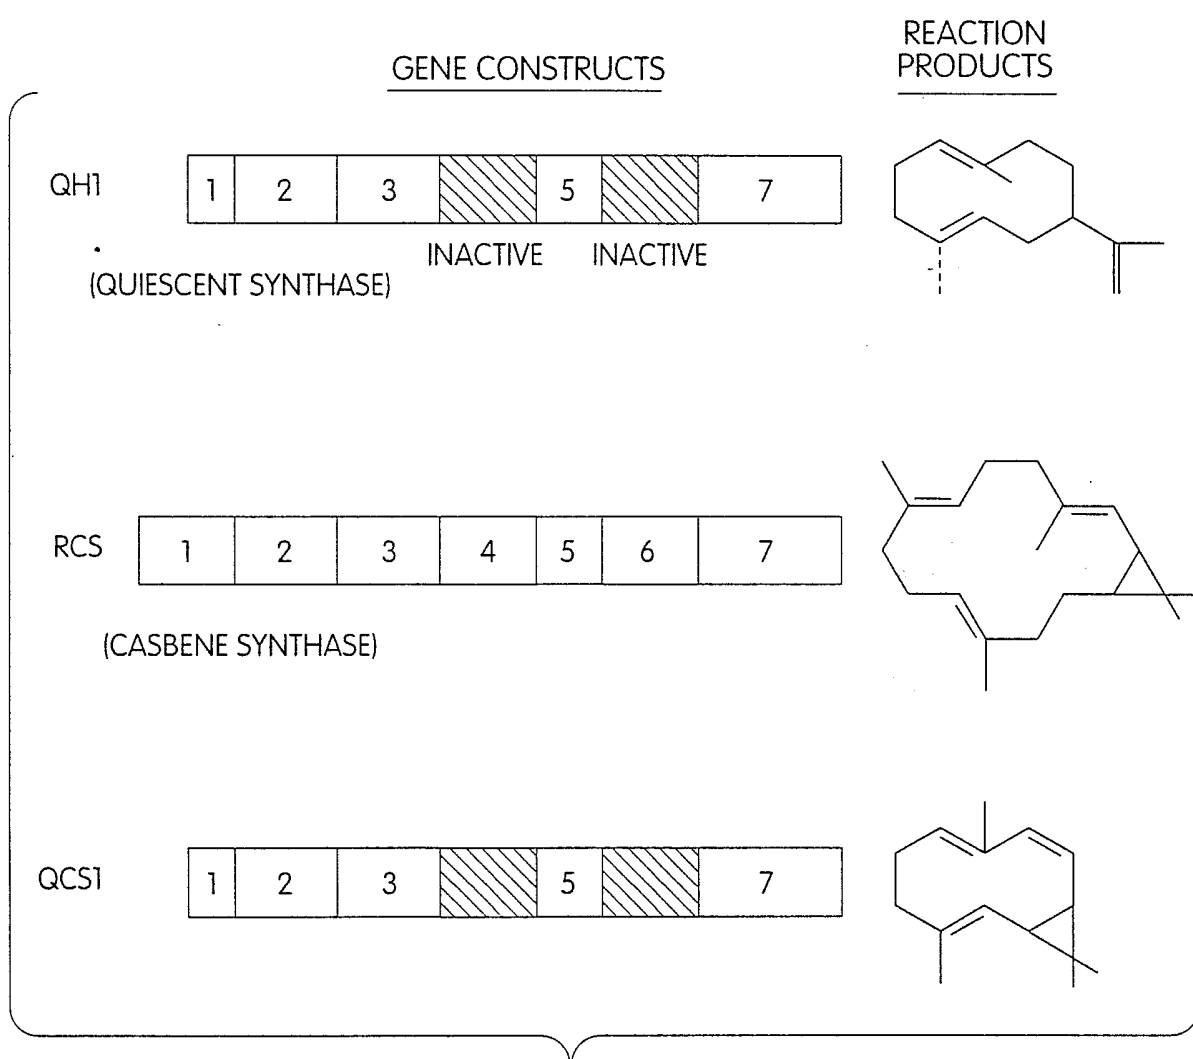 GENE CONSTRUCTS
REACTION
PRODUCTS
QH1
1 2 3 5 7
INACTIVE INACTIVE
(QUIESCENT SYNTHASE)
RCS
1 2 3 4 5 6 7
(CASBENE SYNTHASE)
QCS1
1 2 3 5 7